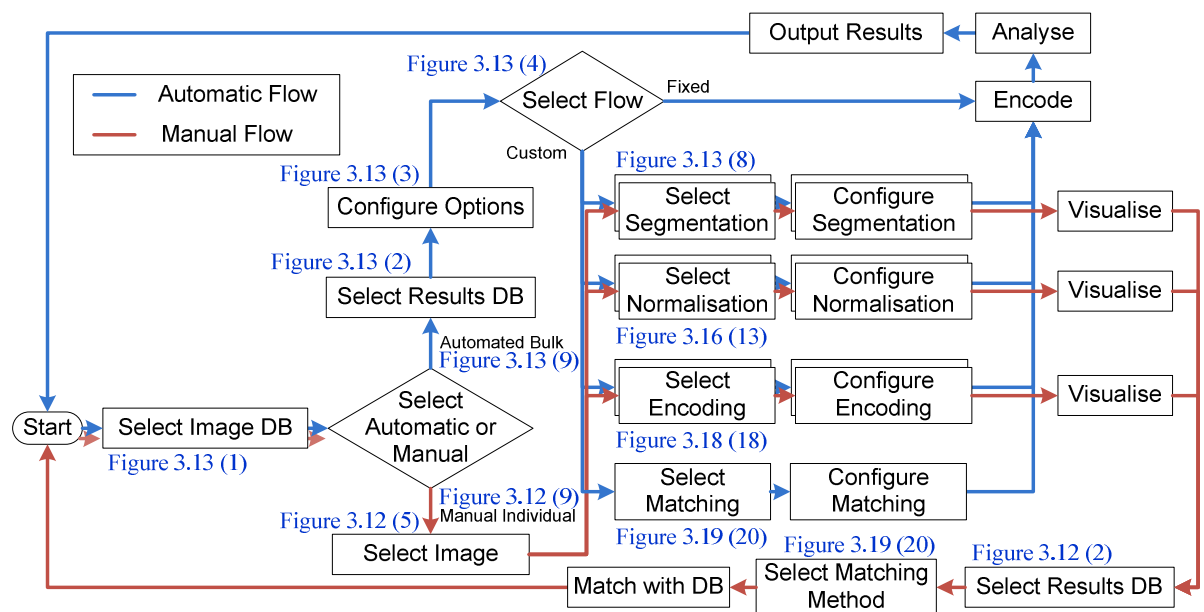 Output Results
Analyse
Figure 3.13 (4)
Automatic Flow
Manual Flow
Select Flow
Fixed
Encode
Custom
Figure 3.13 (3)
Configure Options
Figure 3.13 (8)
Select
Segmentation
Configure
Segmentation
Visualise
Figure 3.13 (2)
Select Results DB
Select
Normalisation
Configure
Normalisation
Visualise
Figure 3.16 (13)
Automated Bulk
Figure 3.13 (9)
Select
Automatic or
Manual
Select
Encoding
Configure
Encoding
Visualise
Start
Select Image DB
Figure 3.13 (1)
Figure 3.18 (18)
Select
Matching
Configure
Matching
Figure 3.12 (9)
Manual Individual
Figure 3.12 (5)
Select Image
Figure 3.19 (20)
Figure 3.19 (20)
Figure 3.12 (2)
Match with DB
Select Matching
Method
Select Results DB